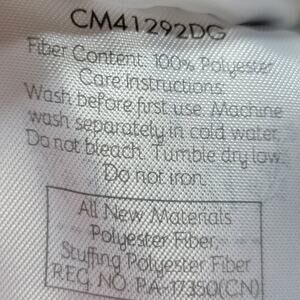 CM41292DG
Fiber Content: 100% Polyester
Care Instructions:
Wash before first use. Machine
wash separately in cold water.
Do not bleach. Tumble dry low.
Do not iron.
All New Materials
Polyester Fiber,
Stuffing Polyester Fiber
REG. NO. PA-17350(CN)